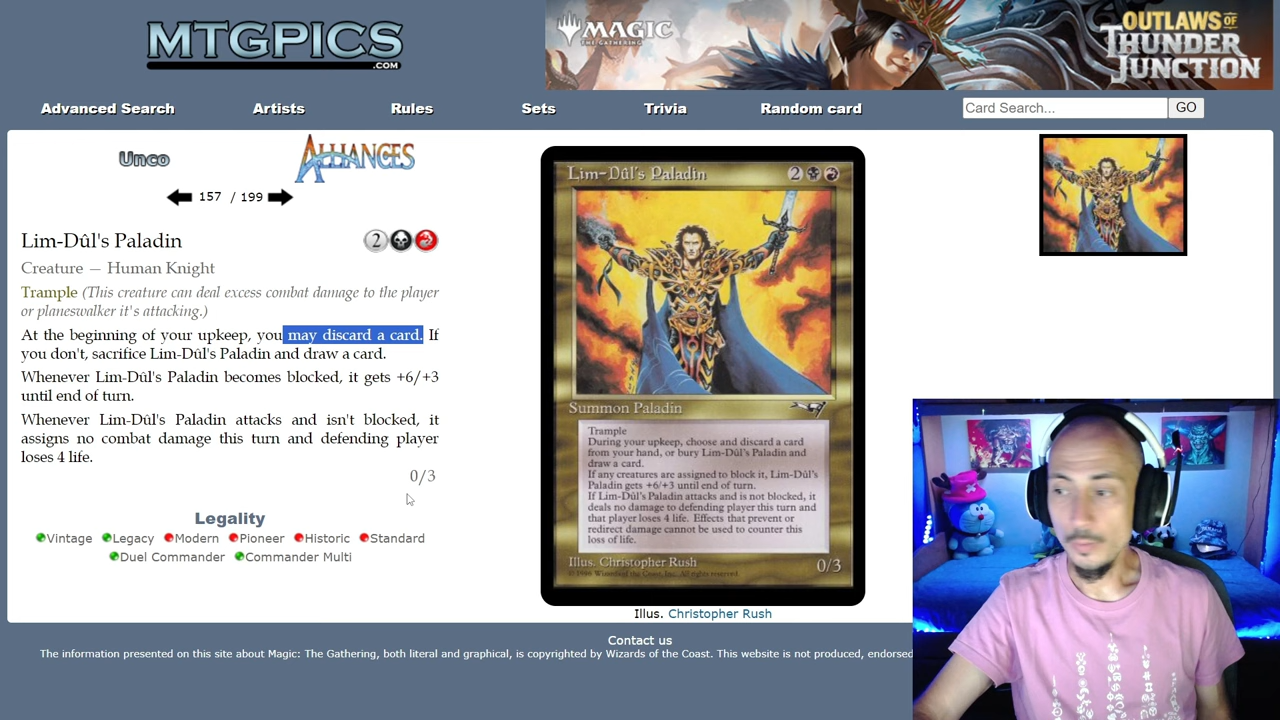 MTGPICS
.COM
MAGIC
THE GATHERING
OUTLAWS OF
THUNDER
JUNCTION
Advanced Search
Artists
Rules
Sets
Trivia
Random card
Card Search...
GO
Unco
ALLIANCES
157 / 199
Lim-Dûl's Paladin
2
Creature — Human Knight
Trample (This creature can deal excess combat damage to the player
or planeswalker it's attacking.)
At the beginning of your upkeep, you may discard a card. If
you don't, sacrifice Lim-Dûl's Paladin and draw a card.
Whenever Lim-Dûl's Paladin becomes blocked, it gets +6/+3
until end of turn.
Whenever Lim-Dûl's Paladin attacks and isn't blocked, it
assigns no combat damage this turn and defending player
loses 4 life.
0/3
Legality
Vintage Legacy Modern Pioneer Historic Standard
Duel Commander Commander Multi
Lim-Dûl's Paladin
2
Summon Paladin
Trample
During your upkeep, choose and discard a card
from your hand, or bury Lim-Dûl's Paladin and
draw a card.
If any creatures are assigned to block it, Lim-Dûl's
Paladin gets +6/+3 until end of turn.
If Lim-Dûl's Paladin attacks and is not blocked, it
deals no damage to defending player this turn and
that player loses 4 life. Effects that prevent or
redirect damage cannot be used to counter this
loss of life.
Illus. Christopher Rush
0/3
© 1996 Wizards of the Coast, Inc. All rights reserved.
Illus. Christopher Rush
Contact us
The information presented on this site about Magic: The Gathering, both literal and graphical, is copyrighted by Wizards of the Coast. This website is not produced, endorsed